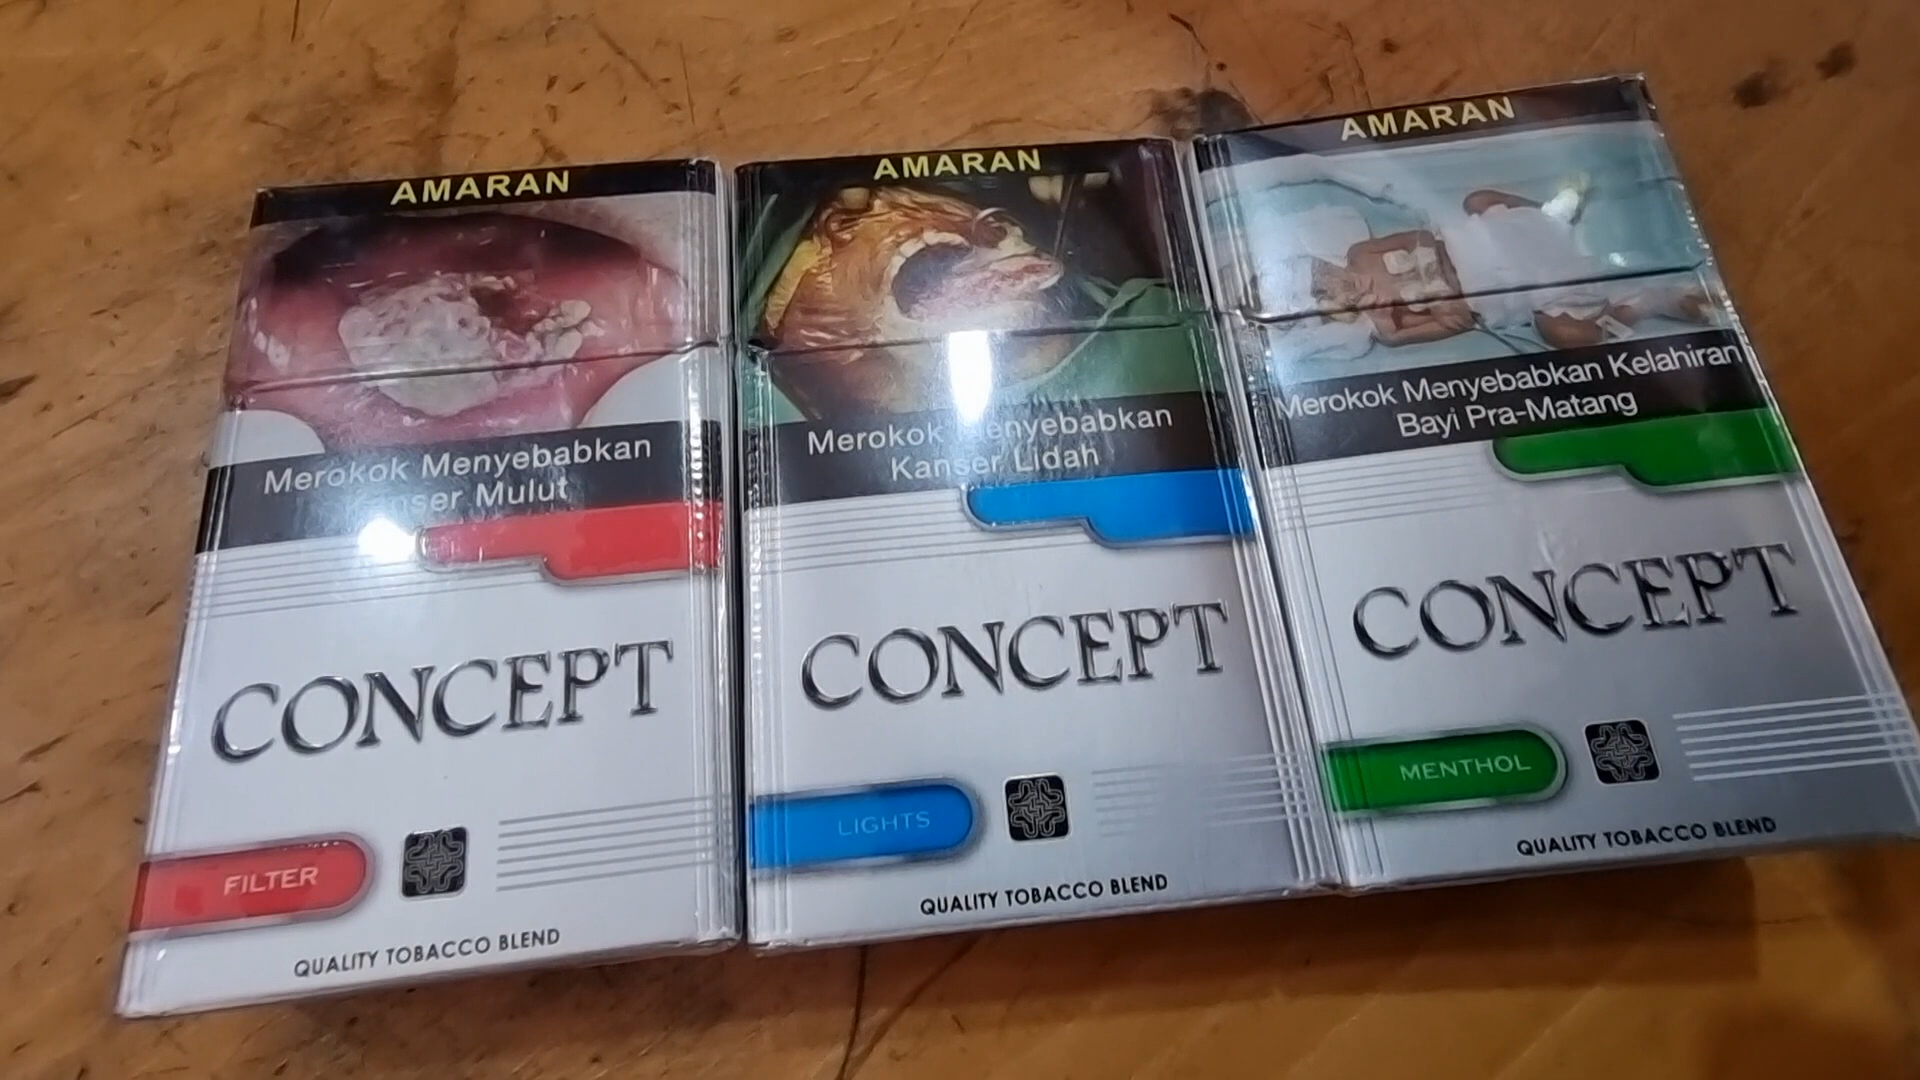 AMARAN
Merokok Menyebabkan
Kanser Mulut
CONCEPT
FILTER
QUALITY TOBACCO BLEND
AMARAN
Merokok Menyebabkan
Kanser Lidah
CONCEPT
LIGHTS
QUALITY TOBACCO BLEND
AMARAN
Merokok Menyebabkan Kelahiran
Bayi Pra-Matang
CONCEPT
MENTHOL
QUALITY TOBACCO BLEND